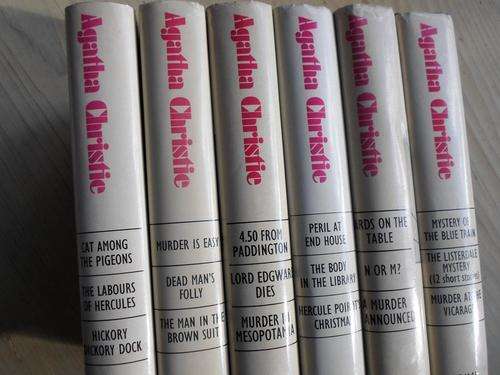 Agatha Christie
CAT AMONG
THE PIGEONS
THE LABOURS
OF HERCULES
HICKORY
DICKORY DOCK
Agatha Christie
MURDER IS EASY
DEAD MAN'S
FOLLY
THE MAN IN THE
BROWN SUIT
Agatha Christie
4.50 FROM
PADDINGTON
LORD EDGWAR
DIES
MURDER IN
MESOPOTAMIA
Agatha Christie
PERIL AT
END HOUSE
THE BODY
IN THE LIBRARY
HERCULE POIROT'S
CHRISTMAS
Agatha Christie
ARDS ON THE
TABLE
N OR M?
A MURDER
ANNOUNCED
Agatha Christie
MYSTERY OF
THE BLUE TRAIN
THE LISTERDALE
MYSTERY
(12 short stories)
MURDER AT THE
VICARAGE